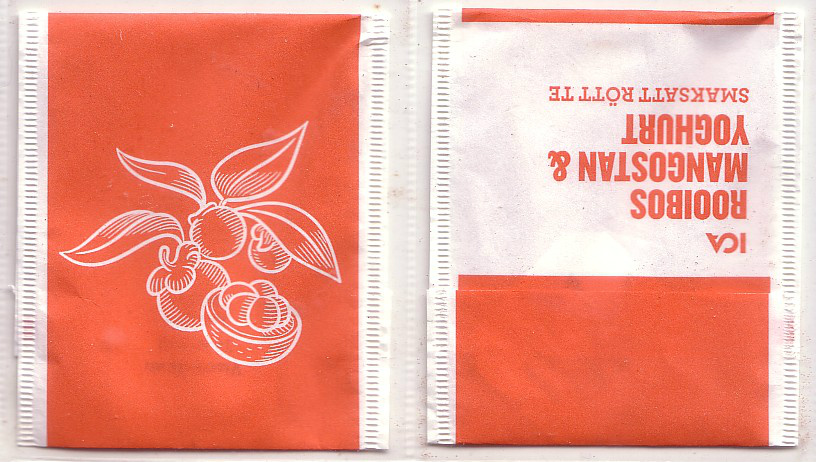 ICA
ROOIBOS
MANGOSTAN &
YOGHURT
SMAKSATT RÖTT TE